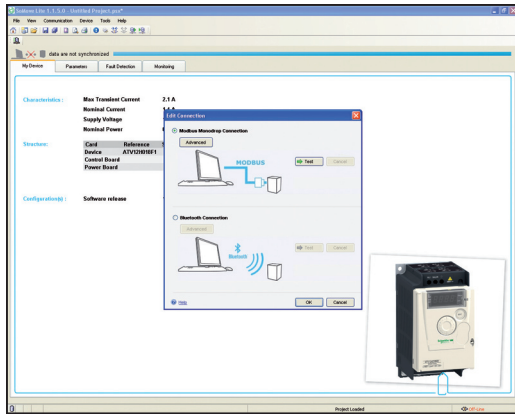 SoMove Lite 1.1.5.0 - Untitled Project.psx*
File View Communication Device Tools Help
data are not synchronized
My Device Parameters Fault Detection Monitoring
Characteristics :
Max Transient Current 2.1 A
Nominal Current
Supply Voltage
Nominal Power
Structure:
Card Reference
Device ATV12H018F1
Control Board
Power Board
Configuration(s) :
Software release
Edit Connection
Modbus Monodrop Connection
Advanced
MODBUS
Test Cancel
Bluetooth Connection
Advanced
Bluetooth
Test Cancel
Help
OK Cancel
Project Loaded
Off Line